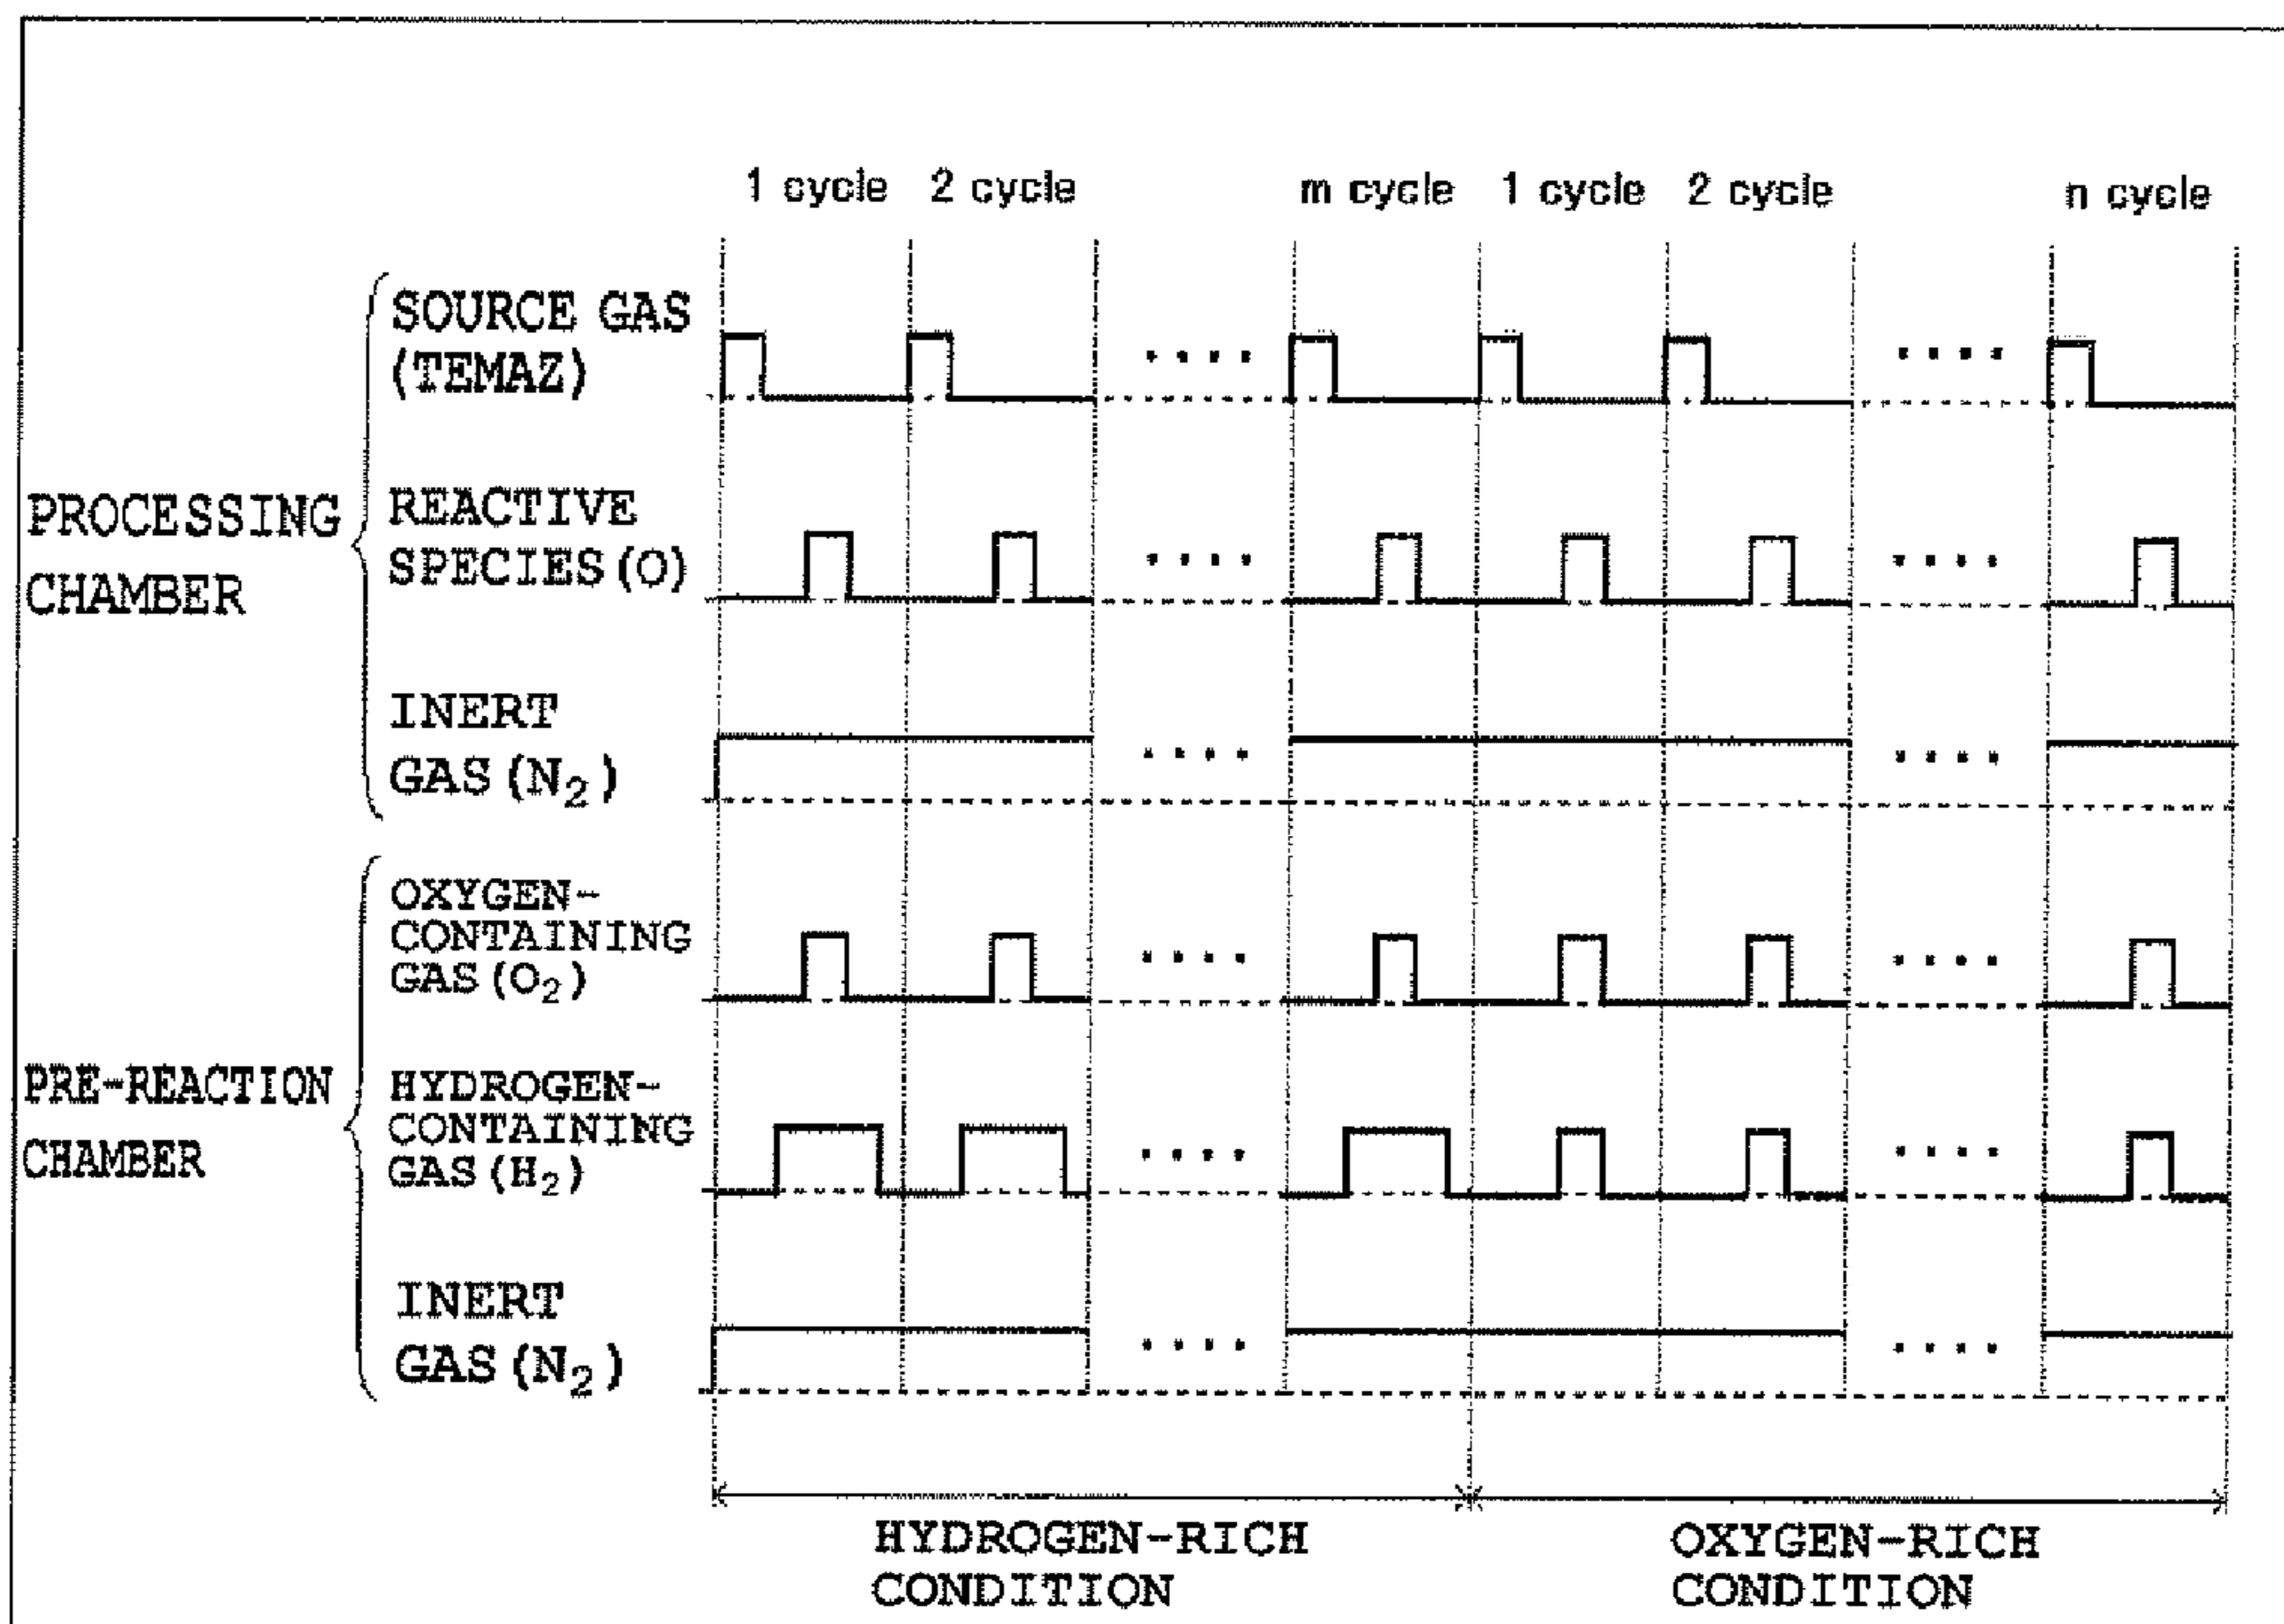 1 cycle 2 cycle m cycle 1 cycle 2 cycle n cycle
PROCESSING
CHAMBER
SOURCE GAS
(TEMAZ)
REACTIVE
SPECIES(O)
INERT
GAS(N₂)
PRE-REACTION
CHAMBER
OXYGEN-
CONTAINING
GAS(O₂)
HYDROGEN-
CONTAINING
GAS(H₂)
INERT
GAS(N₂)
HYDROGEN-RICH
CONDITION
OXYGEN-RICH
CONDITION